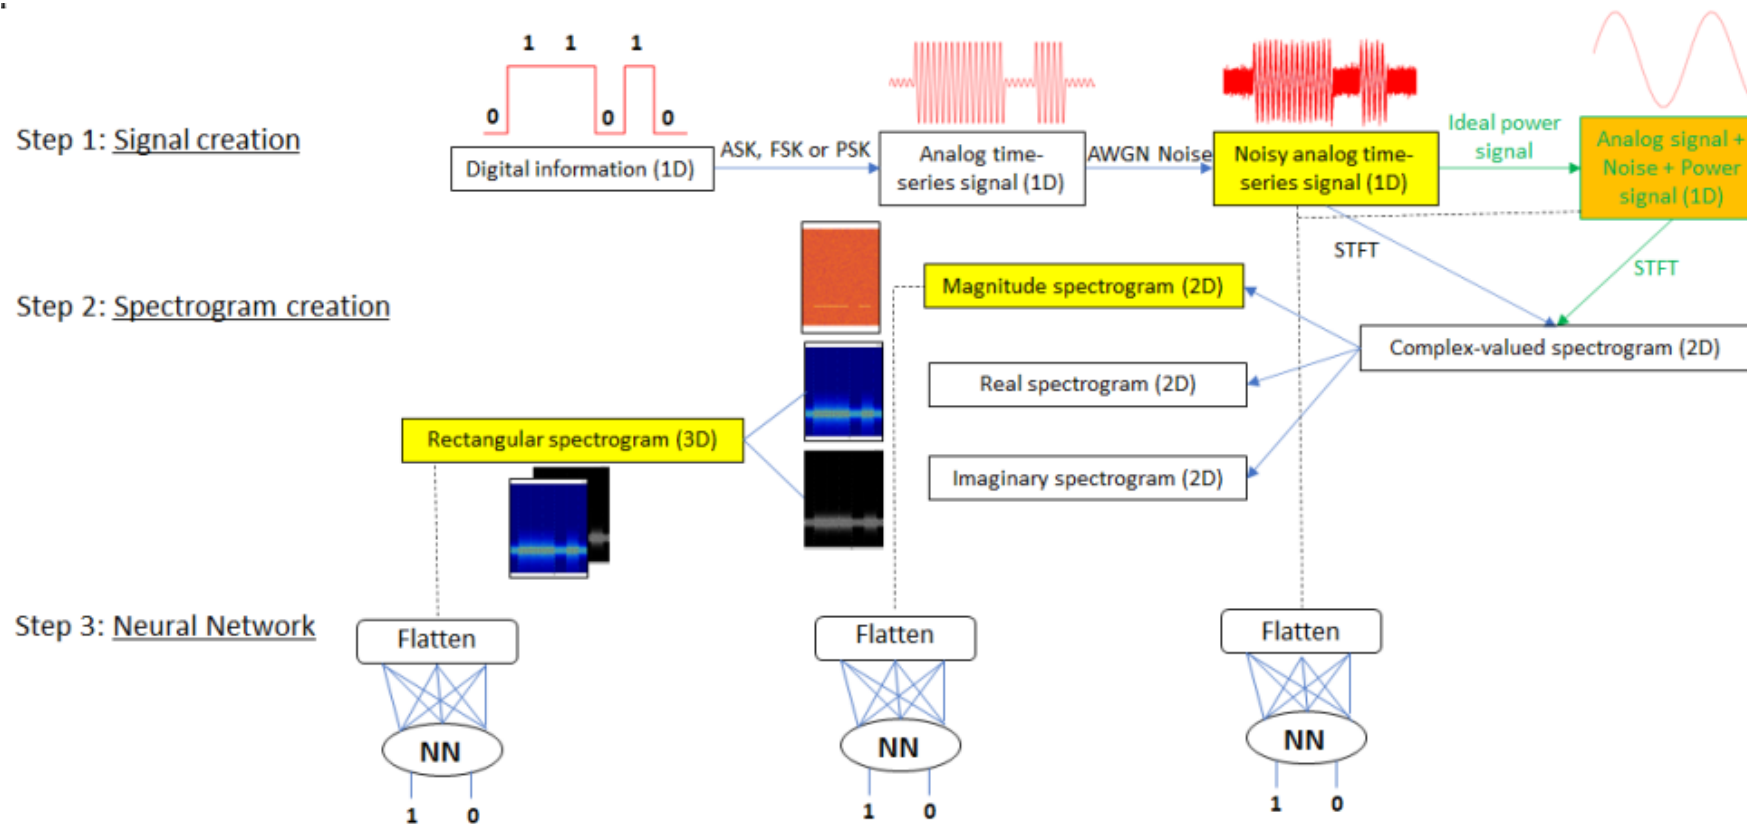 1 1 1
0 0 0
Step 1: Signal creation
Digital information (1D)
ASK, FSK or PSK
Analog time-
series signal (1D)
AWGN Noise
Noisy analog time-
series signal (1D)
Ideal power
signal
Analog signal +
Noise + Power
signal (1D)
STFT
STFT
Step 2: Spectrogram creation
Magnitude spectrogram (2D)
Complex-valued spectrogram (2D)
Real spectrogram (2D)
Rectangular spectrogram (3D)
Imaginary spectrogram (2D)
Step 3: Neural Network
Flatten
Flatten
Flatten
NN
NN
NN
1 0
1 0
1 0